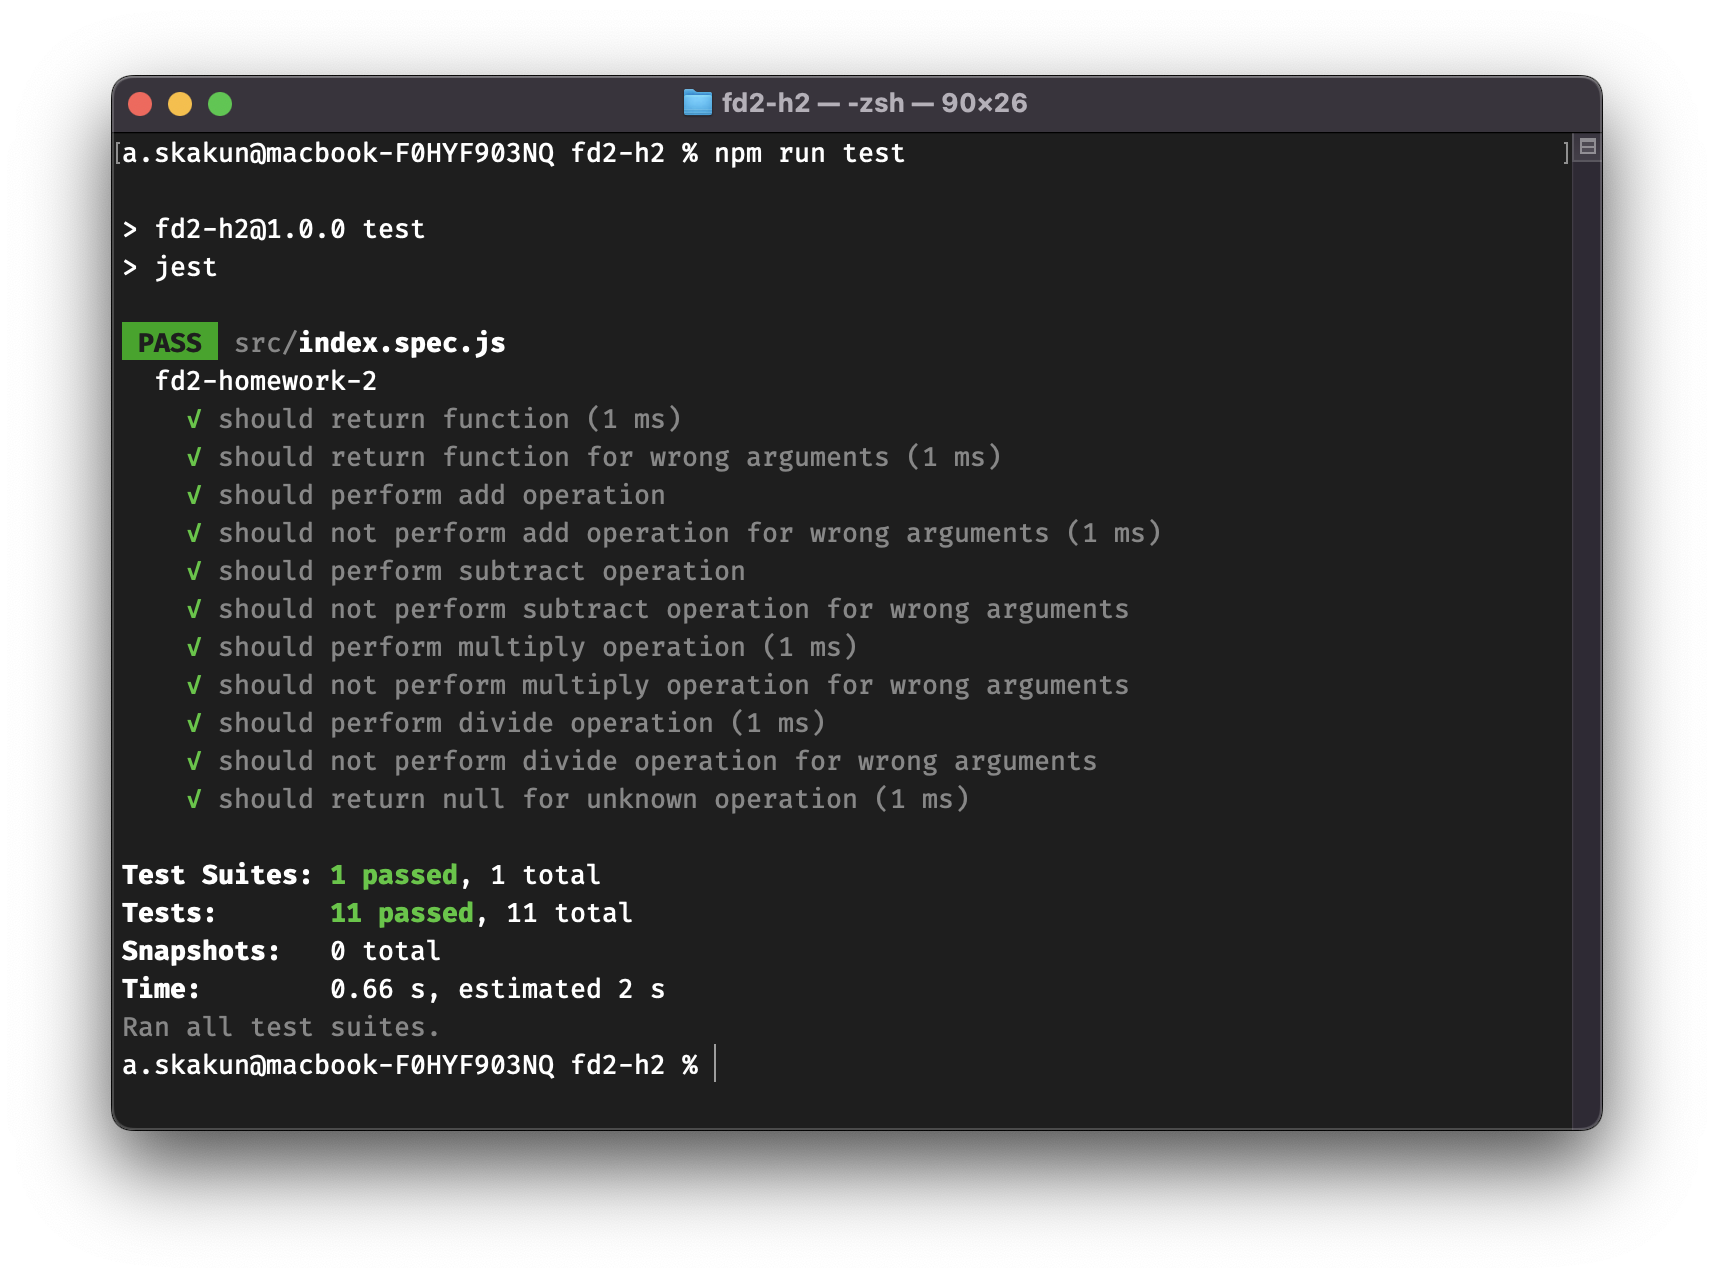 fd2-h2 — -zsh — 90×26
[a.skakun@macbook-F0HYF903NQ fd2-h2 % npm run test ]
> fd2-h2@1.0.0 test
> jest
PASS src/index.spec.js
fd2-homework-2
√ should return function (1 ms)
√ should return function for wrong arguments (1 ms)
√ should perform add operation
√ should not perform add operation for wrong arguments (1 ms)
√ should perform subtract operation
√ should not perform subtract operation for wrong arguments
√ should perform multiply operation (1 ms)
√ should not perform multiply operation for wrong arguments
√ should perform divide operation (1 ms)
√ should not perform divide operation for wrong arguments
√ should return null for unknown operation (1 ms)
Test Suites: 1 passed, 1 total
Tests: 11 passed, 11 total
Snapshots: 0 total
Time: 0.66 s, estimated 2 s
Ran all test suites.
a.skakun@macbook-F0HYF903NQ fd2-h2 %